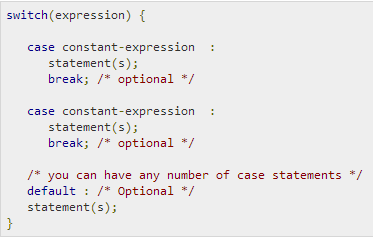 switch(expression) {
case constant-expression :
statement(s);
break; /* optional */
case constant-expression :
statement(s);
break; /* optional */
/* you can have any number of case statements */
default : /* Optional */
statement(s);
}